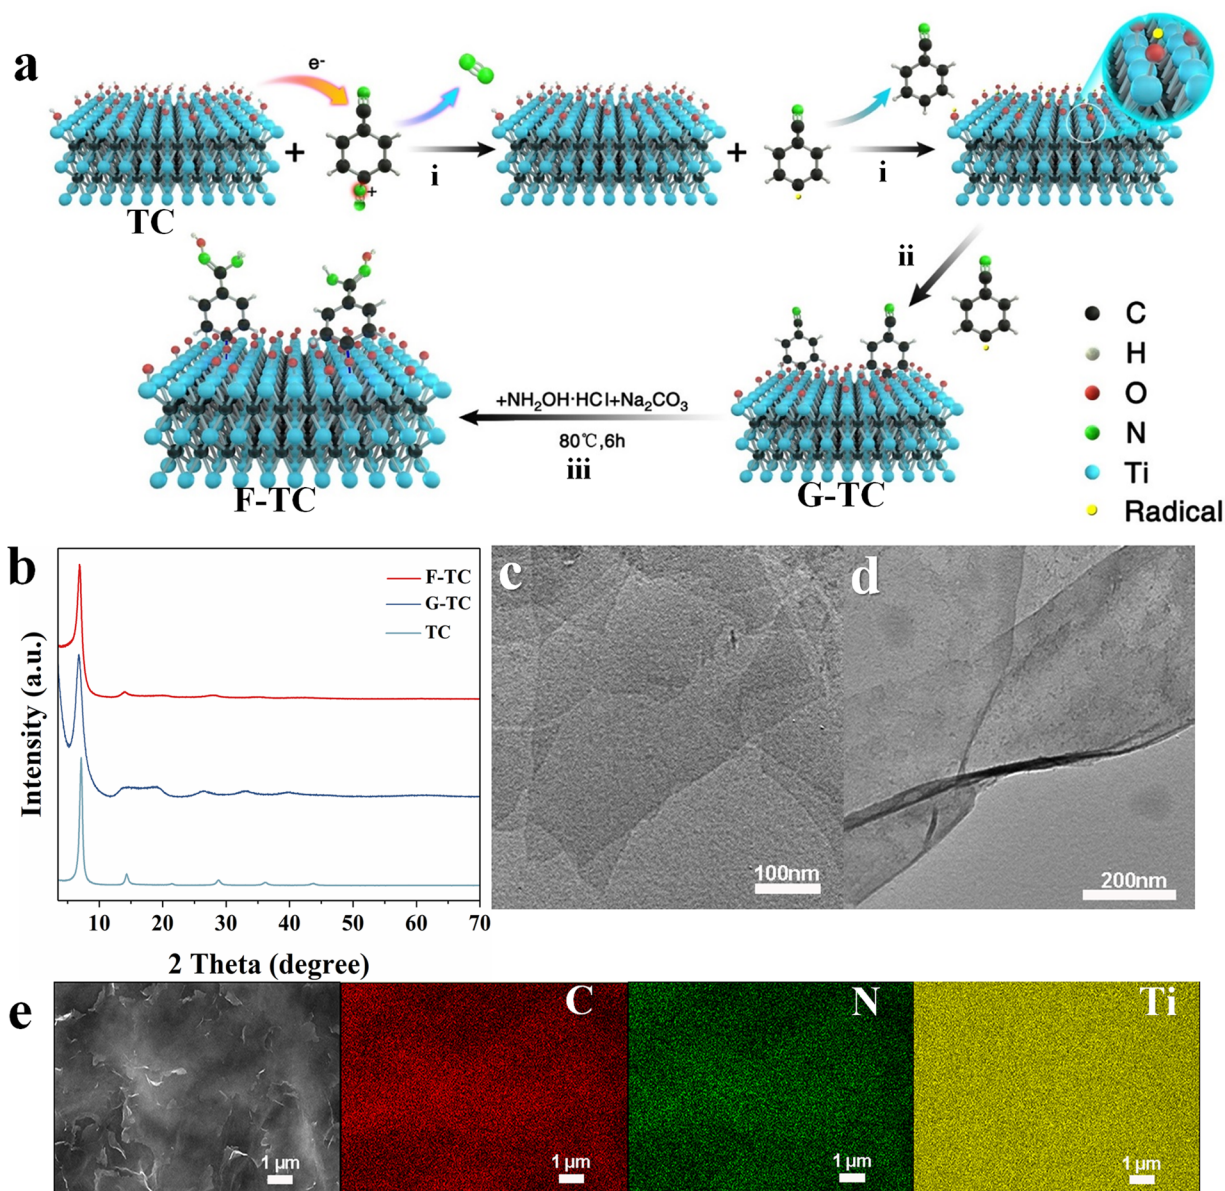 a
e-
+
+
i
+
i
TC
ii
C
H
O
N
Ti
Radical
+NH₂OH·HCl+Na₂CO₃
80℃,6h
iii
F-TC
G-TC
b
F-TC
G-TC
TC
Intensity (a.u.)
10 20 30 40 50 60 70
2 Theta (degree)
c
100nm
d
200nm
e
1 μm
C
1 μm
N
1 μm
Ti
1 μm